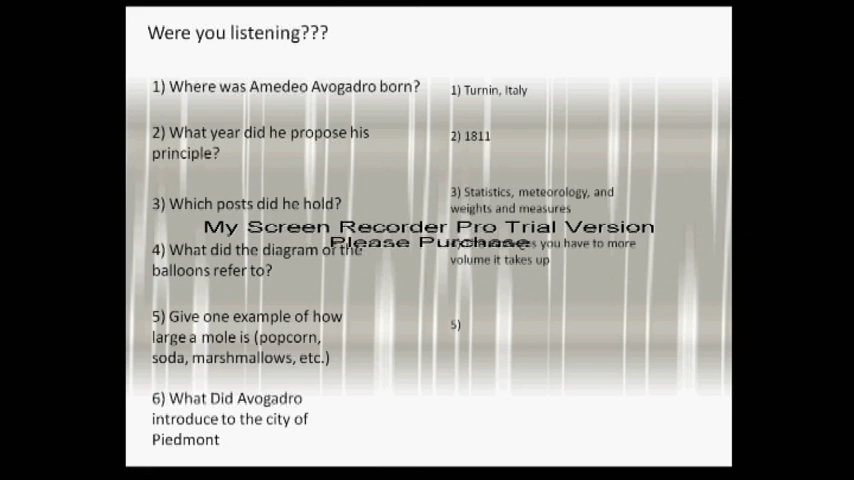 Were you listening???
1) Where was Amedeo Avogadro born?
1) Turnin, Italy
2) What year did he propose his
principle?
2) 1811
3) Which posts did he hold?
3) Statistics, meteorology, and
weights and measures
My Screen Recorder Pro Trial Version
Please Purchase
4) What did the diagram of the
balloons refer to?
you have to more
volume it takes up
5) Give one example of how
large a mole is (popcorn,
soda, marshmallows, etc.)
5)
6) What Did Avogadro
introduce to the city of
Piedmont